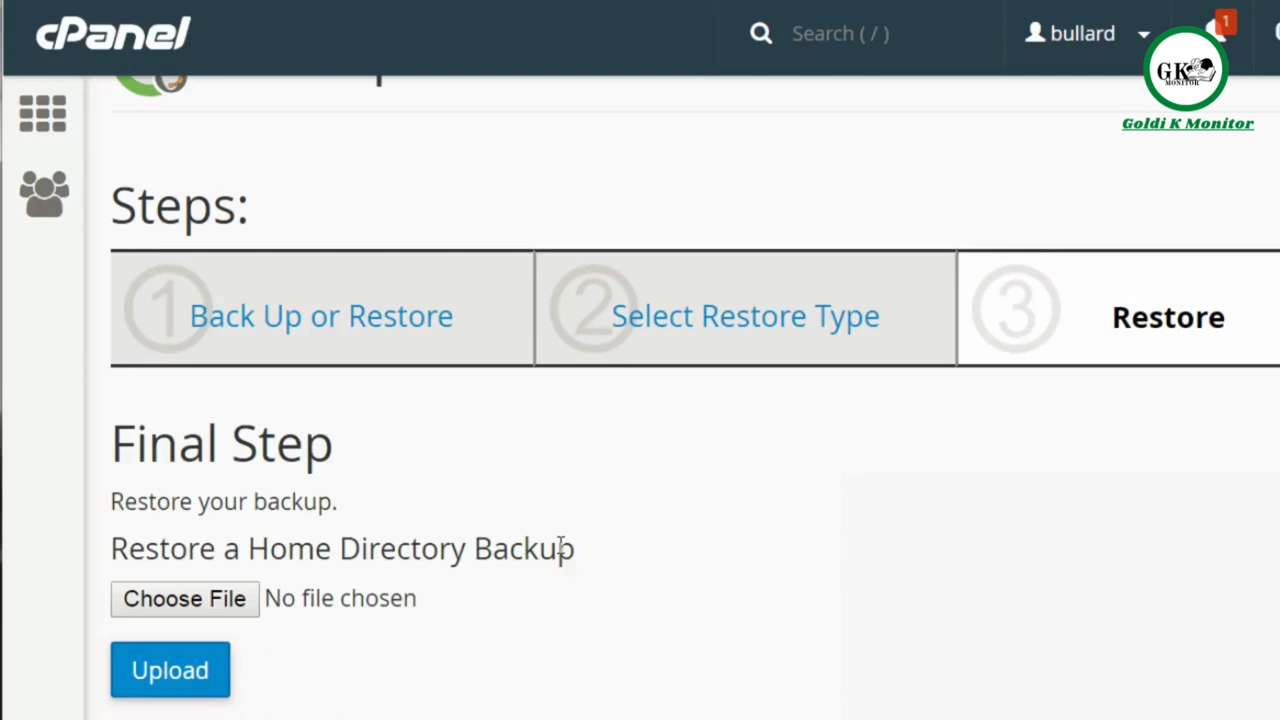 cPanel
Search ( / )
bullard
1
GK
MONITOR
Goldi K Monitor
Steps:
1 Back Up or Restore
2 Select Restore Type
3 Restore
Final Step
Restore your backup.
Restore a Home Directory Backup
Choose File No file chosen
Upload